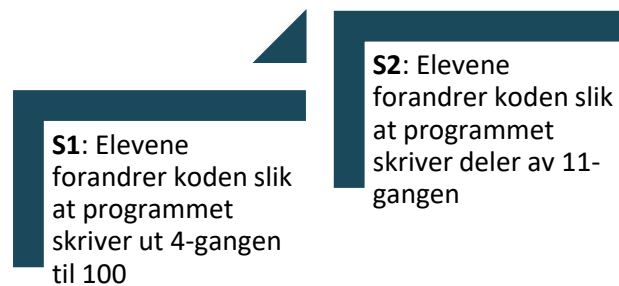 S1: Elevene
forandrer koden slik
at programmet
skriver ut 4-gangen
til 100
S2: Elevene
forandrer koden slik
at programmet
skriver deler av 11-
gangen